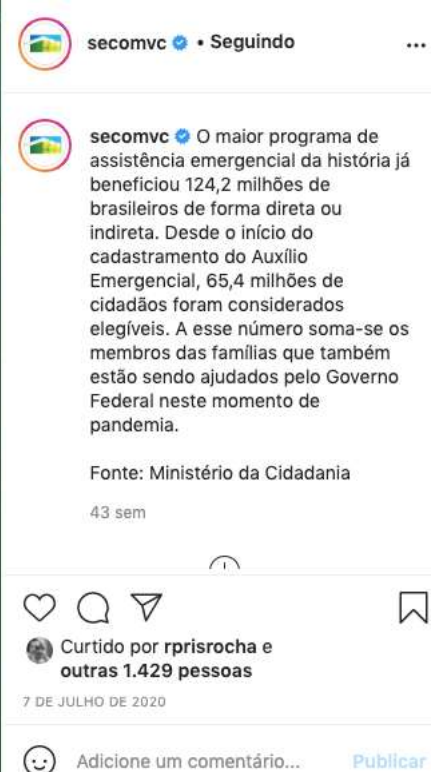 secomvc • Seguindo
secomvc O maior programa de
assistência emergencial da história já
beneficiou 124,2 milhões de
brasileiros de forma direta ou
indireta. Desde o início do
cadastramento do Auxílio
Emergencial, 65,4 milhões de
cidadãos foram considerados
elegíveis. A esse número soma-se os
membros das famílias que também
estão sendo ajudados pelo Governo
Federal neste momento de
pandemia.
Fonte: Ministério da Cidadania
43 sem
Curtido por rprisrocha e
outras 1.429 pessoas
7 DE JULHO DE 2020
Adicione um comentário... Publicar